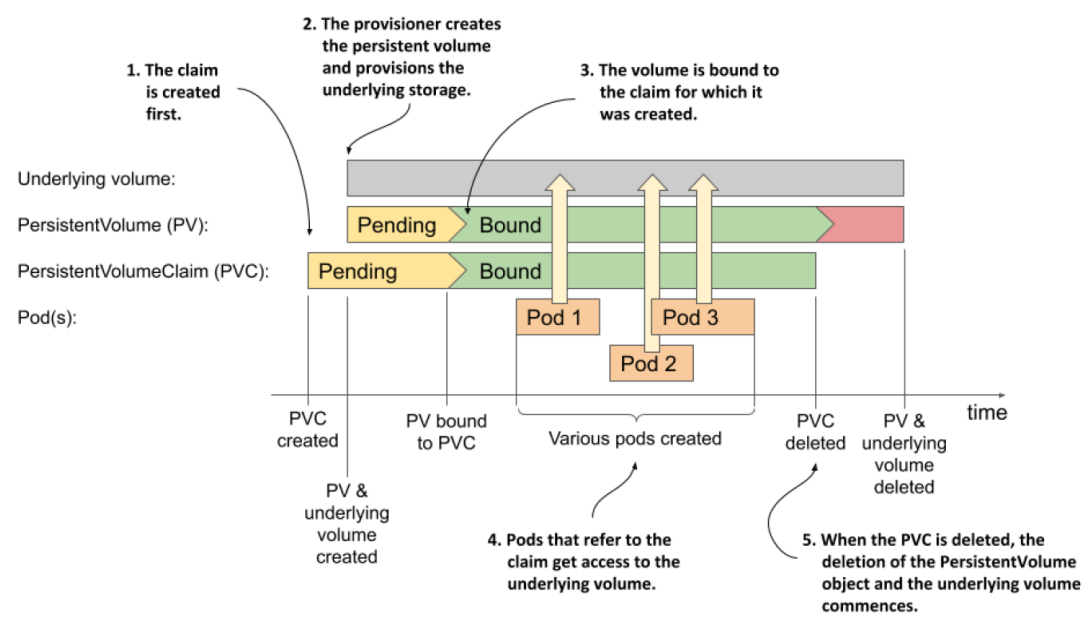 2. The provisioner creates
the persistent volume
and provisions the
underlying storage.
1. The claim
is created
first.
3. The volume is bound to
the claim for which it
was created.
Underlying volume:
PersistentVolume (PV):
Pending
Bound
PersistentVolumeClaim (PVC):
Pending
Bound
Pod(s):
Pod 1
Pod 3
Pod 2
time
PVC
created
PV &
underlying
volume
created
PV bound
to PVC
Various pods created
PVC
deleted
PV &
underlying
volume
deleted
4. Pods that refer to the
claim get access to the
underlying volume.
5. When the PVC is deleted, the
deletion of the PersistentVolume
object and the underlying volume
commences.